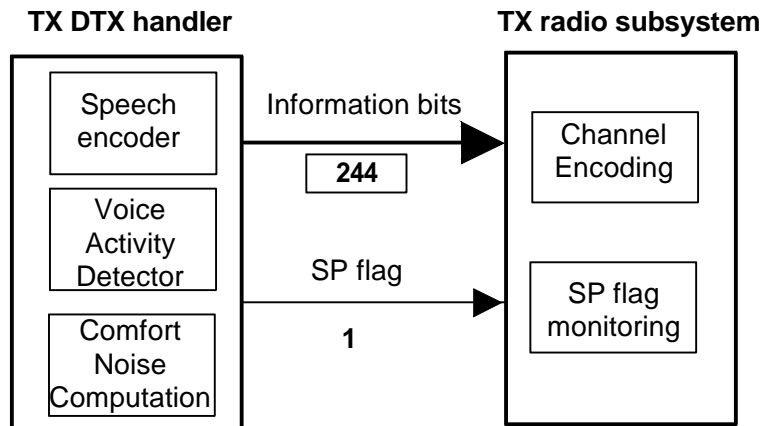 TX DTX handler
TX radio subsystem
Speech
encoder
Information bits
244
Channel
Encoding
Voice
Activity
Detector
SP flag
1
SP flag
monitoring
Comfort
Noise
Computation